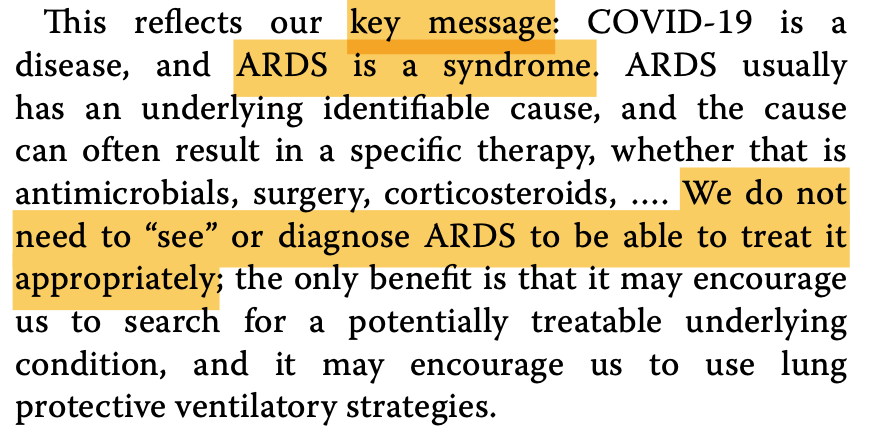 This reflects our key message: COVID-19 is a
disease, and ARDS is a syndrome. ARDS usually
has an underlying identifiable cause, and the cause
can often result in a specific therapy, whether that is
antimicrobials, surgery, corticosteroids, .... We do not
need to “see” or diagnose ARDS to be able to treat it
appropriately; the only benefit is that it may encourage
us to search for a potentially treatable underlying
condition, and it may encourage us to use lung
protective ventilatory strategies.